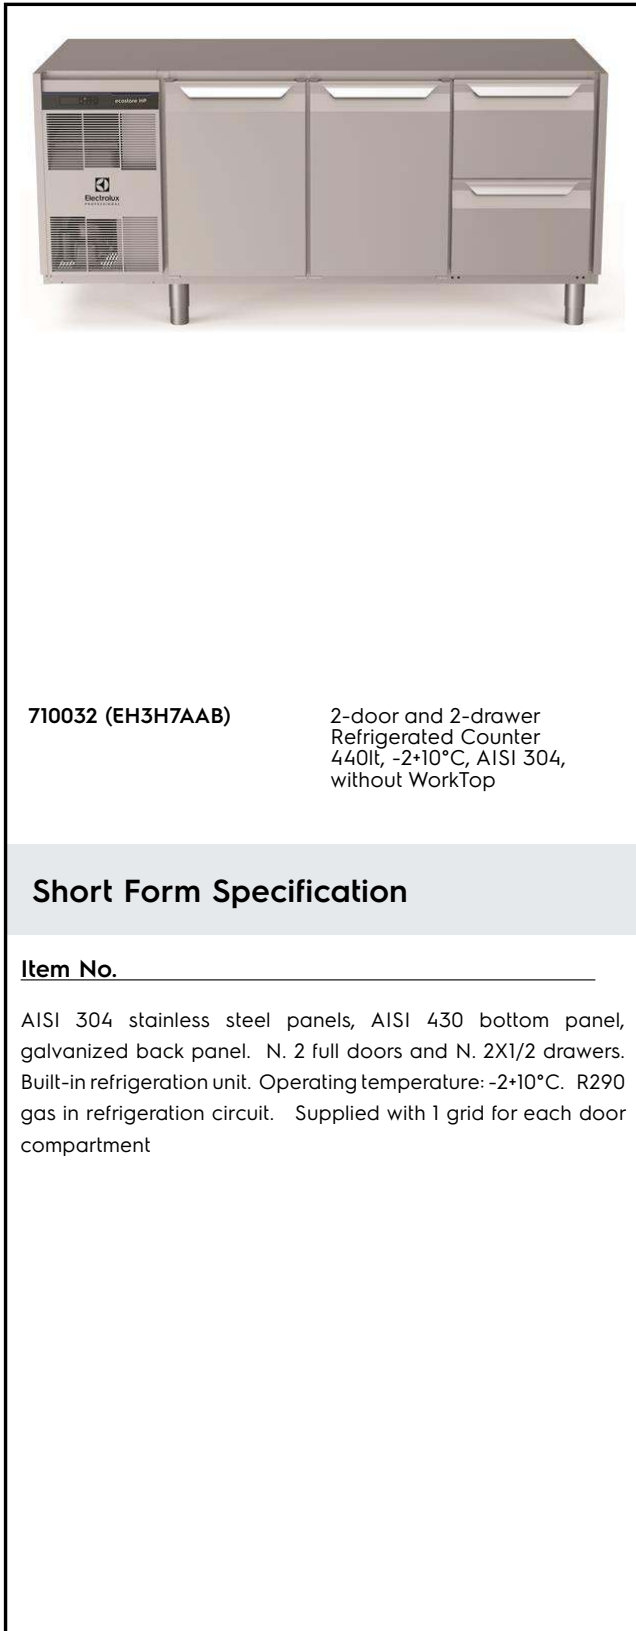 ecostore HP
Electrolux
PROFESSIONAL
710032 (EH3H7AAB)
2-door and 2-drawer
Refrigerated Counter
440lt, -2+10°C, AISI 304,
without WorkTop
Short Form Specification
Item No.
AISI 304 stainless steel panels, AISI 430 bottom panel,
galvanized back panel. N. 2 full doors and N. 2X1/2 drawers.
Built-in refrigeration unit. Operating temperature: -2+10°C. R290
gas in refrigeration circuit. Supplied with 1 grid for each door
compartment